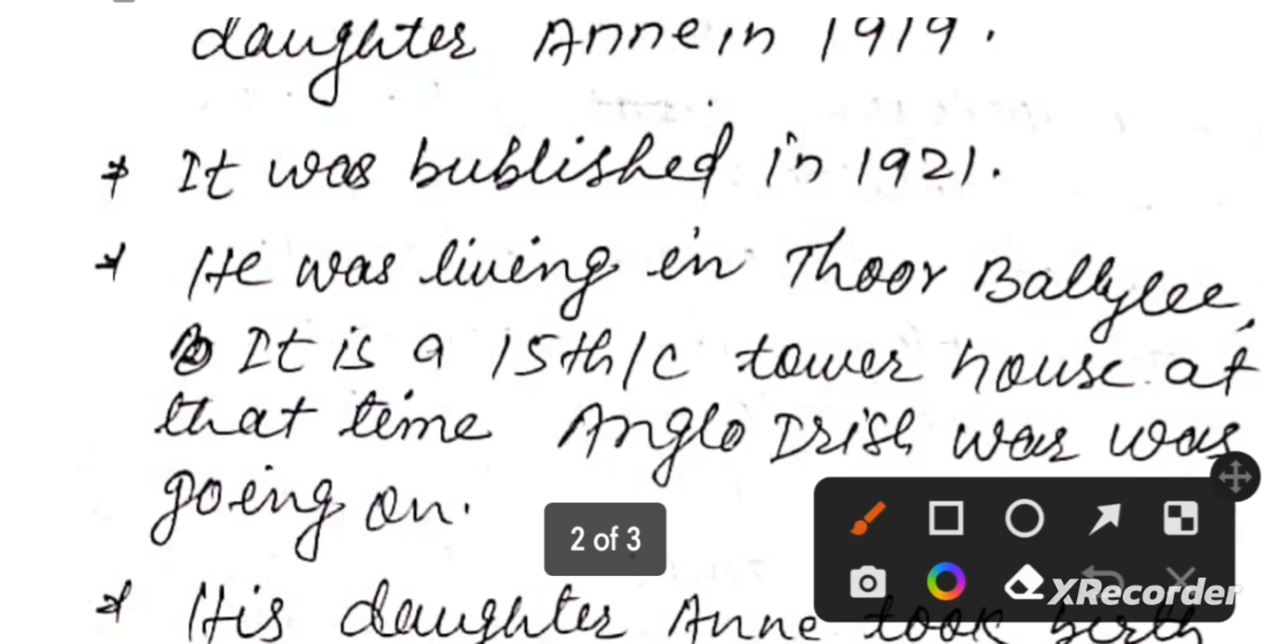 daughter Anne in 1919.
* It was bublished in 1921.
* He was living in Thoor Ballylee,
It is a 15th/c tower house at
that time Anglo Irish war was
going on.
2 of 3
XRecorder
* His daughter Anne took birth